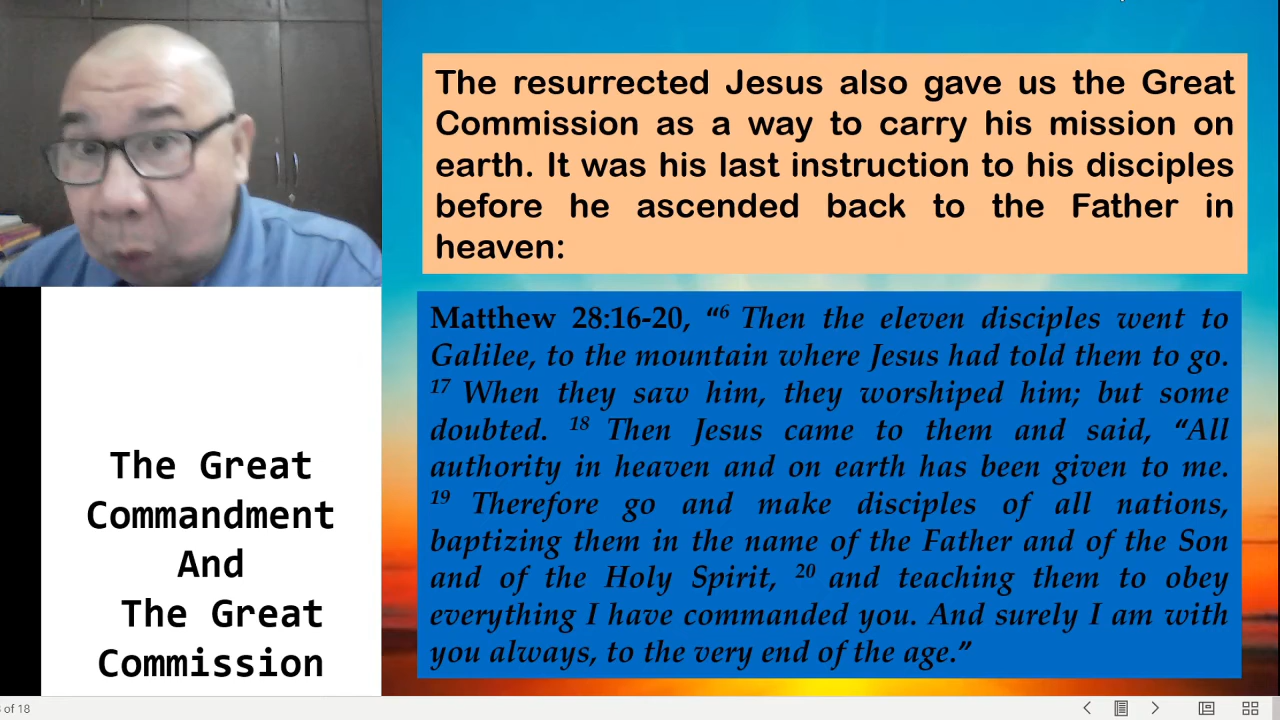 The resurrected Jesus also gave us the Great
Commission as a way to carry his mission on
earth. It was his last instruction to his disciples
before he ascended back to the Father in
heaven:
Matthew 28:16-20, “6 Then the eleven disciples went to
Galilee, to the mountain where Jesus had told them to go.
17 When they saw him, they worshiped him; but some
doubted. 18 Then Jesus came to them and said, “All
authority in heaven and on earth has been given to me.
19 Therefore go and make disciples of all nations,
baptizing them in the name of the Father and of the Son
and of the Holy Spirit, 20 and teaching them to obey
everything I have commanded you. And surely I am with
you always, to the very end of the age.”
The Great
Commandment
And
The Great
Commission
of 18